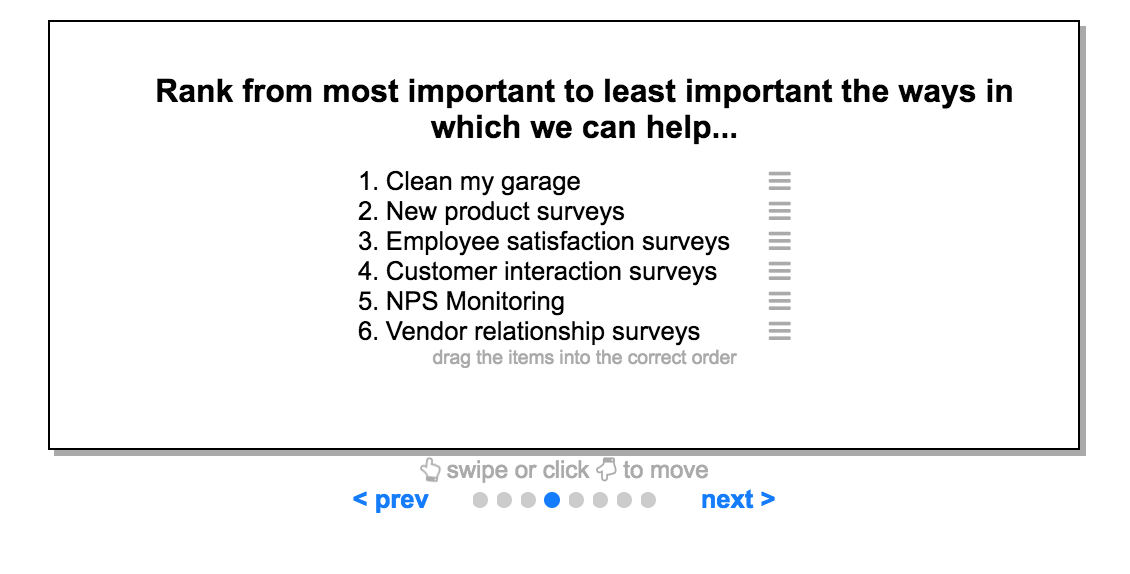 Rank from most important to least important the ways in
which we can help...
1. Clean my garage
2. New product surveys
3. Employee satisfaction surveys
4. Customer interaction surveys
5. NPS Monitoring
6. Vendor relationship surveys
drag the items into the correct order
swipe or click to move
< prev next >